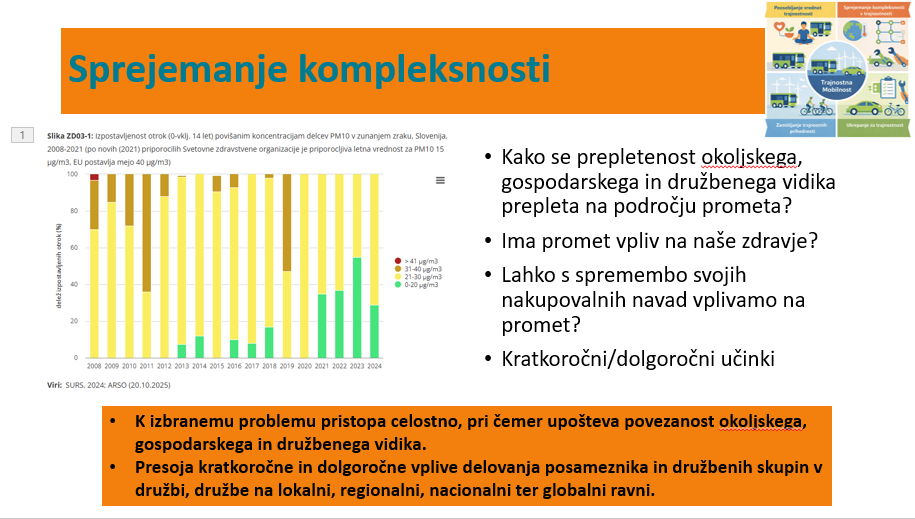 Sprejemanje kompleksnosti
Posebljanje vrednot
trajnostnosti
Sprejemanje kompleksnosti
v trajnostnosti
Trajnostna
Mobilnost
Zamišljanje trajnostnih
prihodnosti
Ukrepanje za trajnostnost
1
Slika ZD03-1: Izpostavljenost otrok (0-vklj. 14 let) povišanim koncentracijam delcev PM10 v zunanjem zraku, Slovenija,
2008-2021 (po novih (2021) priporočilih Svetovne zdravstvene organizacije je priporočljiva letna vrednost za PM10 15
µg/m3. EU postavlja mejo 40 µg/m3)
delež izpostavljenih otrok (%)
100
80
60
40
20
0
2008 2009 2010 2011 2012 2013 2014 2015 2016 2017 2018 2019 2020 2021 2022 2023 2024
> 41 µg/m3
31-40 µg/m3
21-30 µg/m3
0-20 µg/m3
Viri: SURS, 2024; ARSO (20.10.2025)
• Kako se prepletenost okoljskega,
gospodarskega in družbenega vidika
prepleta na področju prometa?
• Ima promet vpliv na naše zdravje?
• Lahko s spremembo svojih
nakupovalnih navad vplivamo na
promet?
• Kratkoročni/dolgoročni učinki
• K izbranemu problemu pristopa celostno, pri čemer upošteva povezanost okoljskega,
gospodarskega in družbenega vidika.
• Presoja kratkoročne in dolgoročne vplive delovanja posameznika in družbenih skupin v
družbi, družbe na lokalni, regionalni, nacionalni ter globalni ravni.